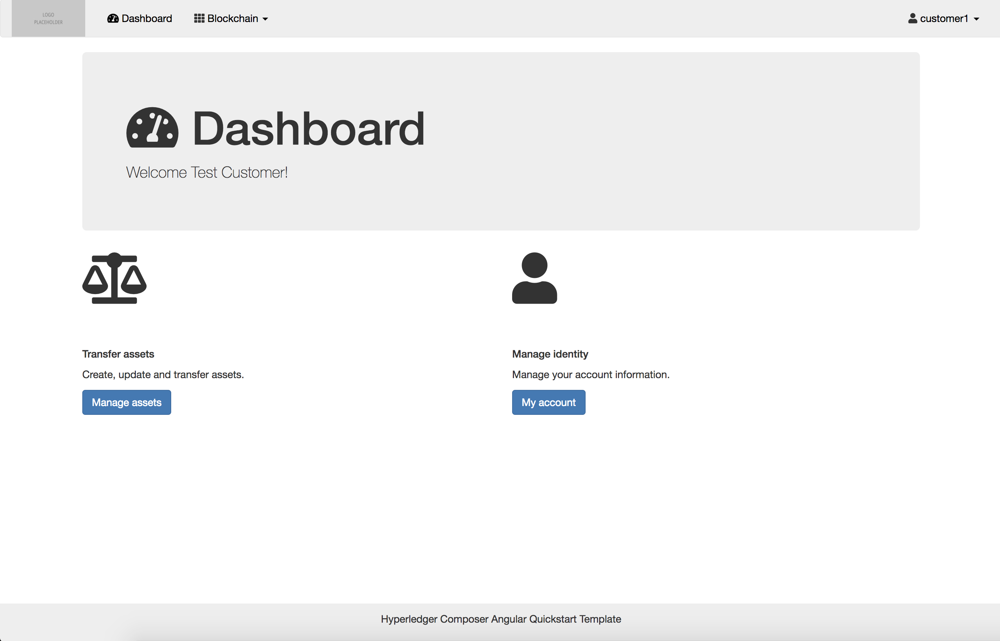 LOGO
PLACEHOLDER
Dashboard
Blockchain
customer1
Dashboard
Welcome Test Customer!
Transfer assets
Manage identity
Create, update and transfer assets.
Manage your account information.
Manage assets
My account
Hyperledger Composer Angular Quickstart Template